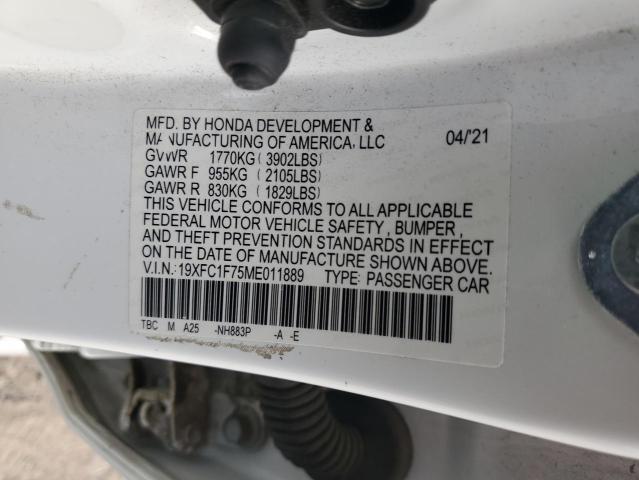 MFD. BY HONDA DEVELOPMENT &
MANUFACTURING OF AMERICA, LLC 04/'21
GVWR 1770KG ( 3902LBS)
GAWR F 955KG ( 2105LBS)
GAWR R 830KG ( 1829LBS)
THIS VEHICLE CONFORMS TO ALL APPLICABLE
FEDERAL MOTOR VEHICLE SAFETY , BUMPER ,
AND THEFT PREVENTION STANDARDS IN EFFECT
ON THE DATE OF MANUFACTURE SHOWN ABOVE.
V.I.N.: 19XFC1F75ME011889 TYPE: PASSENGER CAR
TBC M A25 -NH883P -A -E